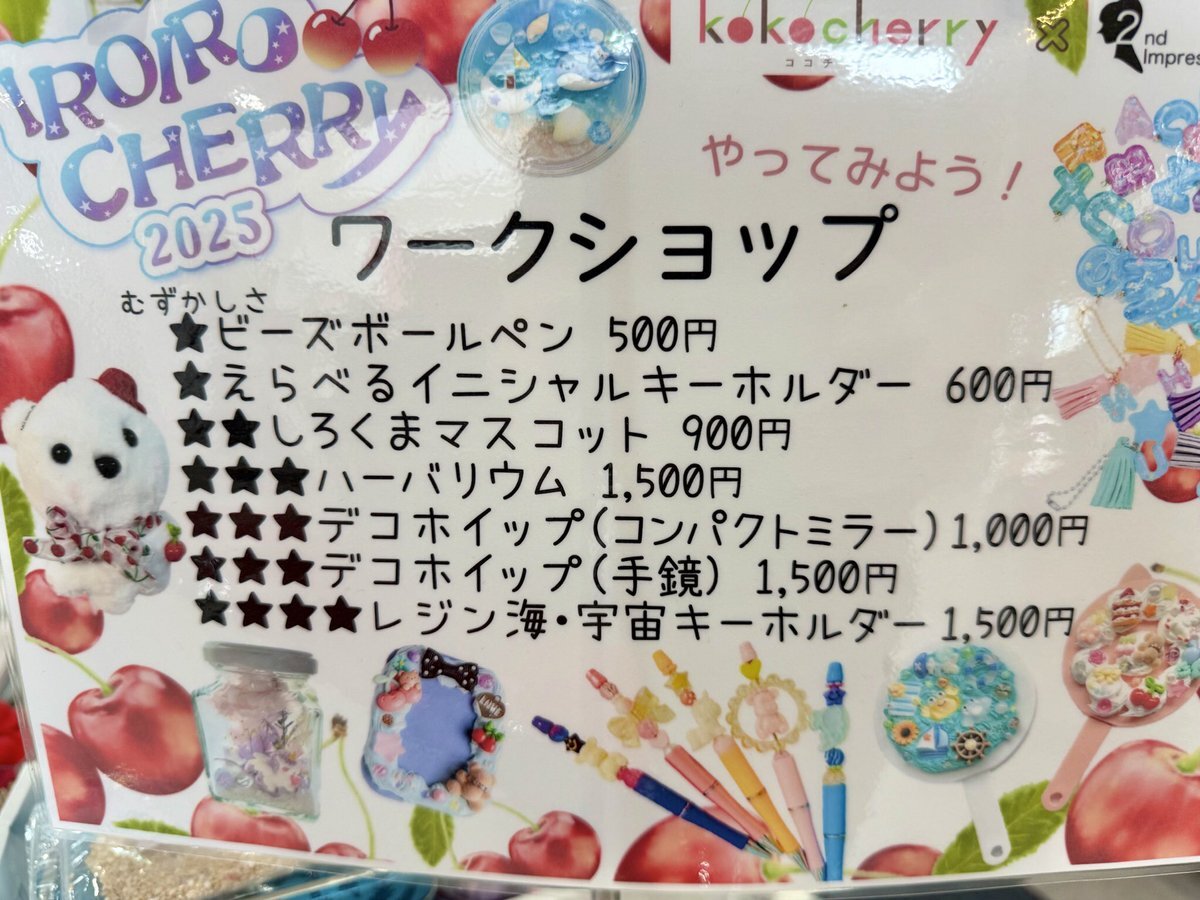 IROIRO
CHERRY
2025
kokocherry × 2nd
ココチ
やってみよう!
ワークショップ
むずかしさ
★ビーズボールペン 500円
★えらべるイニシャルキーホルダー 600円
★★しろくまマスコット 900円
★★★ハーバリウム 1,500円
★★★デコホイップ(コンパクトミラー)1,000円
★★★デコホイップ(手鏡) 1,500円
★★★★レジン海・宇宙キーホルダー 1,500円